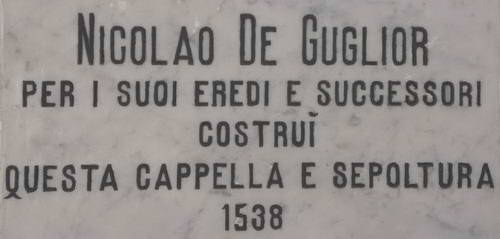 NICOLAO DE GUGLIOR
PER I SUOI EREDI E SUCCESSORI
COSTRUÌ
QUESTA CAPPELLA E SEPOLTURA
1538